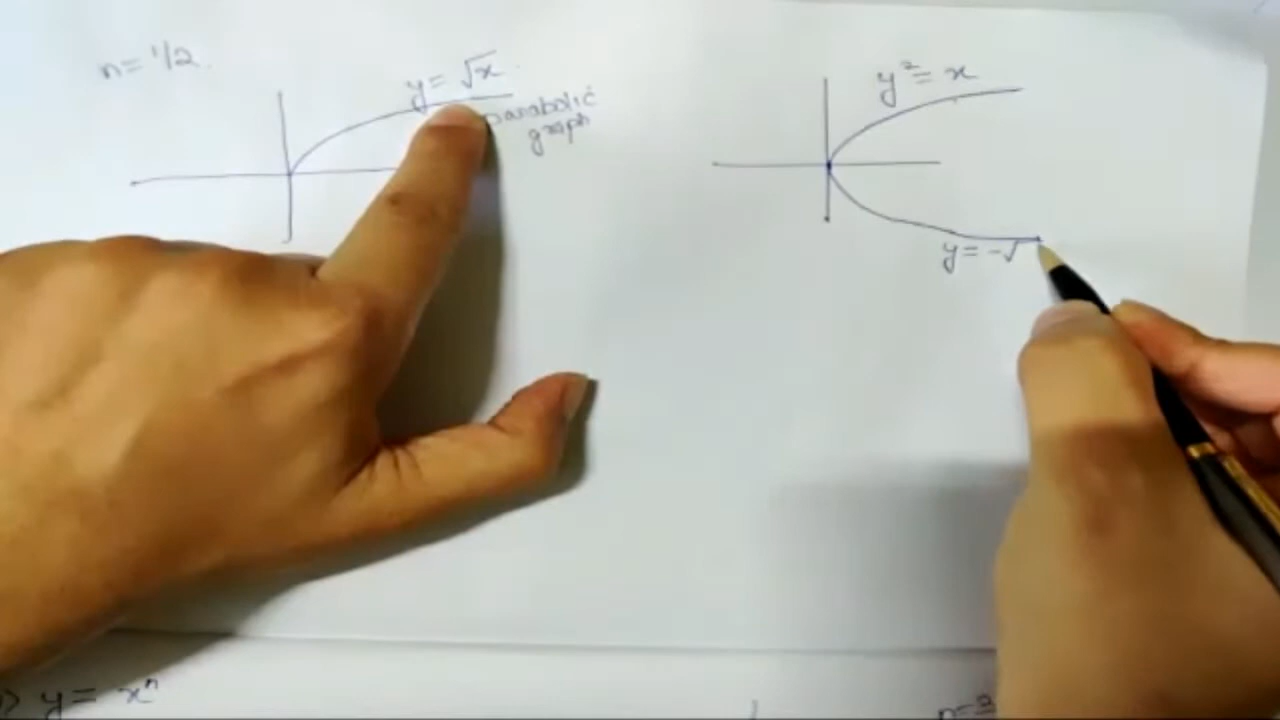 n = 1/2.
y = √x
parabolic
graph
y² = x
y = -√
y = xⁿ